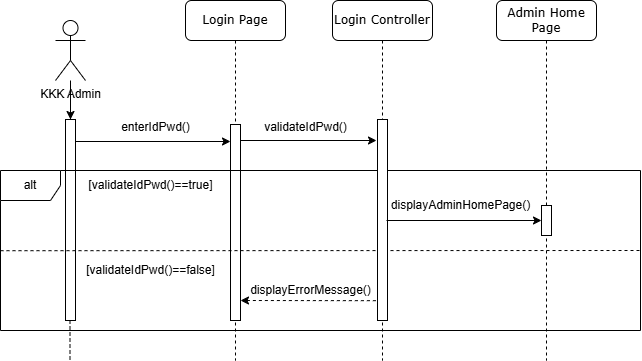 Login Page
Login Controller
Admin Home
Page
KKK Admin
enterIdPwd()
validateIdPwd()
alt
[validateIdPwd()==true]
displayAdminHomePage()
[validateIdPwd()==false]
displayErrorMessage()